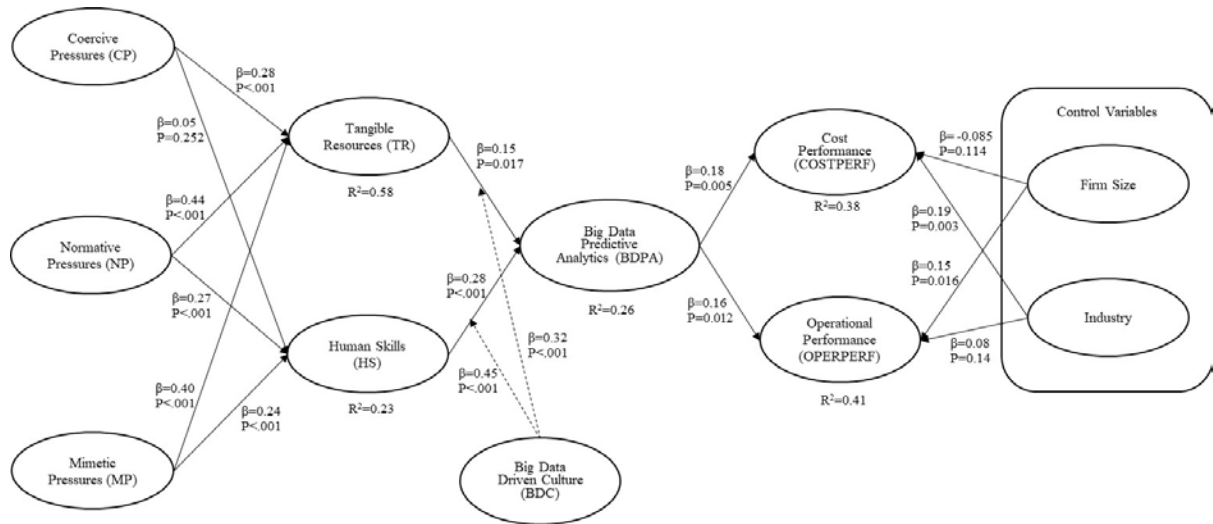 Coercive
Pressures (CP)
β=0.28
P<.001
β=0.05
P=0.252
Tangible
Resources (TR)
R²=0.58
β=0.44
P<.001
Normative
Pressures (NP)
β=0.27
P<.001
Human Skills
(HS)
R²=0.23
β=0.40
P<.001
β=0.24
P<.001
Mimetic
Pressures (MP)
β=0.15
P=0.017
β=0.28
P<.001
β=0.32
P<.001
β=0.45
P<.001
Big Data
Driven Culture
(BDC)
Big Data
Predictive
Analytics (BDPA)
R²=0.26
β=0.18
P=0.005
β=0.16
P=0.012
Cost
Performance
(COSTPERF)
R²=0.38
Operational
Performance
(OPERPERF)
R²=0.41
β= -0.085
P=0.114
β=0.19
P=0.003
β=0.15
P=0.016
β=0.08
P=0.14
Control Variables
Firm Size
Industry